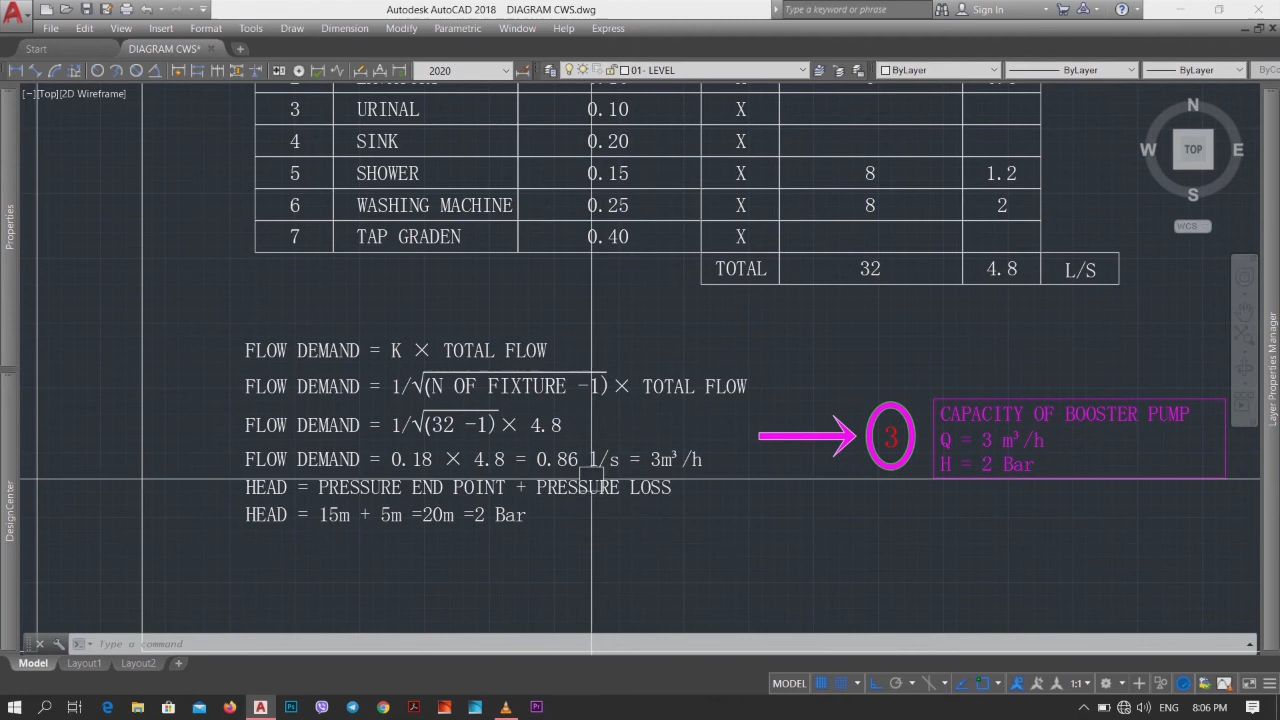 Autodesk AutoCAD 2018 DIAGRAM CWS.dwg
Type a keyword or phrase
Sign In
File Edit View Insert Format Tools Draw Dimension Modify Parametric Window Help Express
Start DIAGRAM CWS*
2020
01- LEVEL
ByLayer
ByLayer
ByLayer
[−][Top][2D Wireframe]
3 URINAL 0.10 X
4 SINK 0.20 X
5 SHOWER 0.15 X 8 1.2
6 WASHING MACHINE 0.25 X 8 2
7 TAP GRADEN 0.40 X
TOTAL 32 4.8 L/S
N
W TOP E
S
WCS
Properties
DesignCenter
Layer Properties Manager
FLOW DEMAND = K × TOTAL FLOW
FLOW DEMAND = 1/√(N OF FIXTURE -1) × TOTAL FLOW
FLOW DEMAND = 1/√(32 -1) × 4.8
FLOW DEMAND = 0.18 × 4.8 = 0.86 l/s = 3m³/h
HEAD = PRESSURE END POINT + PRESSURE LOSS
HEAD = 15m + 5m =20m =2 Bar
3
CAPACITY OF BOOSTER PUMP
Q = 3 m³/h
H = 2 Bar
Type a command
Model Layout1 Layout2
MODEL
1:1
ENG 8:06 PM